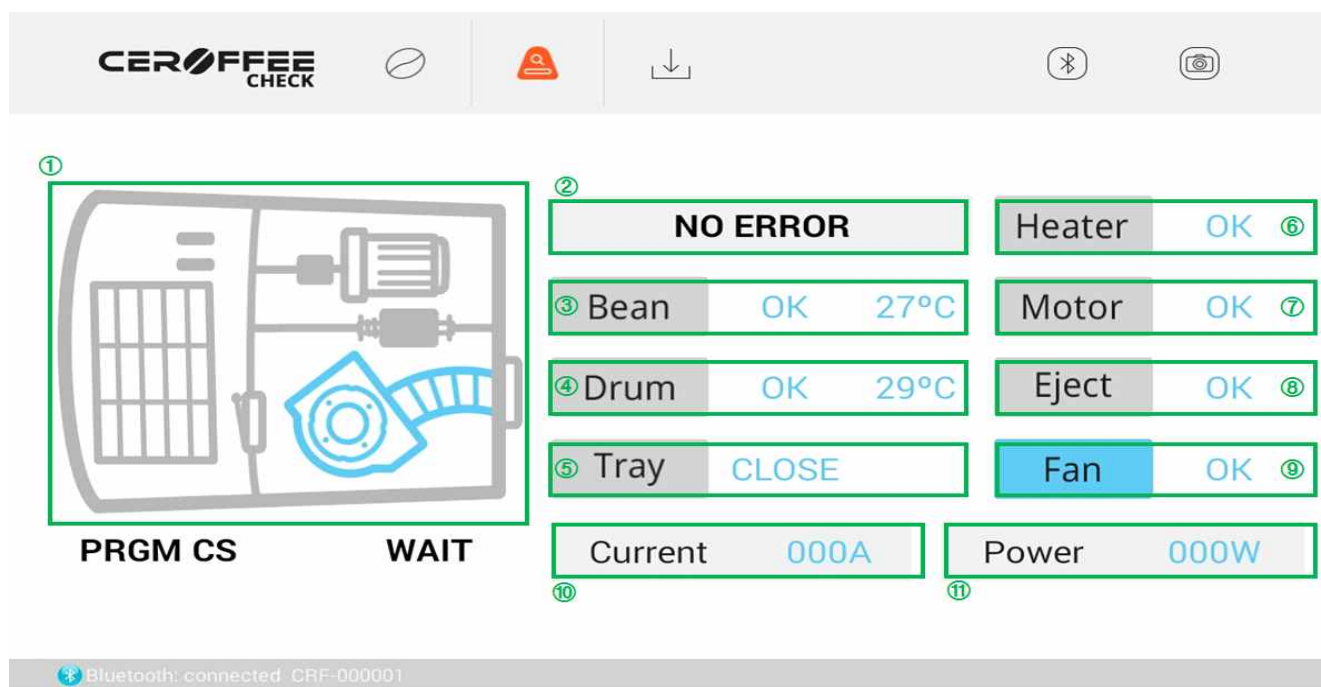 CEROFFEE
CHECK
①
②
NO ERROR
Heater OK ⑥
③ Bean OK 27°C
Motor OK ⑦
④ Drum OK 29°C
Eject OK ⑧
⑤ Tray CLOSE
Fan OK ⑨
PRGM CS WAIT
Current 000A
Power 000W
⑩
⑪
Bluetooth: connected CRF-000001